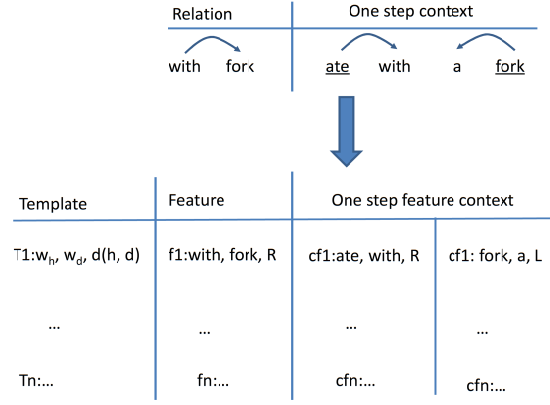 Relation One step context
with fork ate with a fork
Template Feature One step feature context
T1:wh, wd, d(h, d) f1:with, fork, R cf1:ate, with, R cf1: fork, a, L
... ... ... ...
Tn:... fn:... cfn:... cfn:...